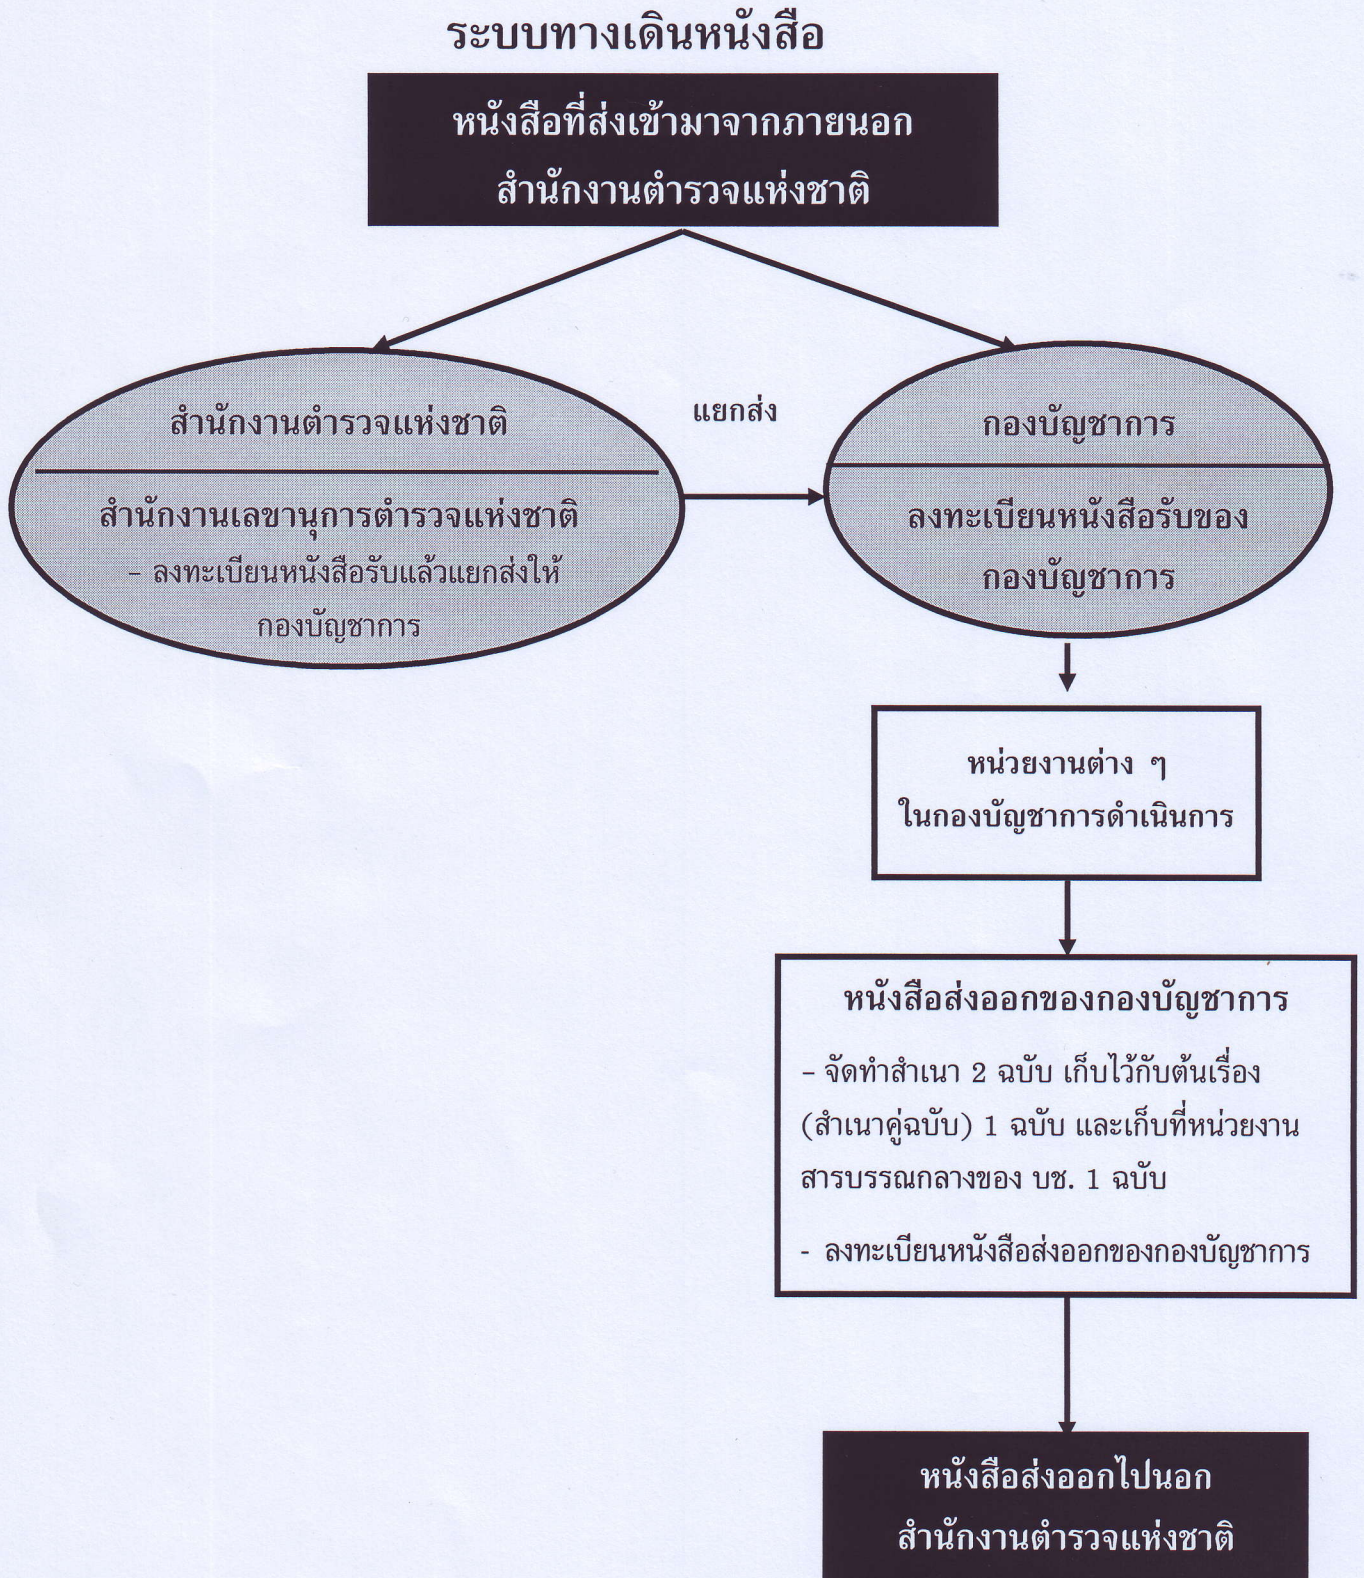 ระบบทางเดินหนังสือ
หนังสือที่ส่งเข้ามาจากภายนอก
สำนักงานตำรวจแห่งชาติ
สำนักงานตำรวจแห่งชาติ
สำนักงานเลขานุการตำรวจแห่งชาติ
- ลงทะเบียนหนังสือรับแล้วแยกส่งให้
กองบัญชาการ
แยกส่ง
กองบัญชาการ
ลงทะเบียนหนังสือรับของ
กองบัญชาการ
หน่วยงานต่าง ๆ
ในกองบัญชาการดำเนินการ
หนังสือส่งออกของกองบัญชาการ
- จัดทำสำเนา 2 ฉบับ เก็บไว้กับต้นเรื่อง
(สำเนาคู่ฉบับ) 1 ฉบับ และเก็บที่หน่วยงาน
สารบรรณกลางของ บช. 1 ฉบับ
- ลงทะเบียนหนังสือส่งออกของกองบัญชาการ
หนังสือส่งออกไปนอก
สำนักงานตำรวจแห่งชาติ